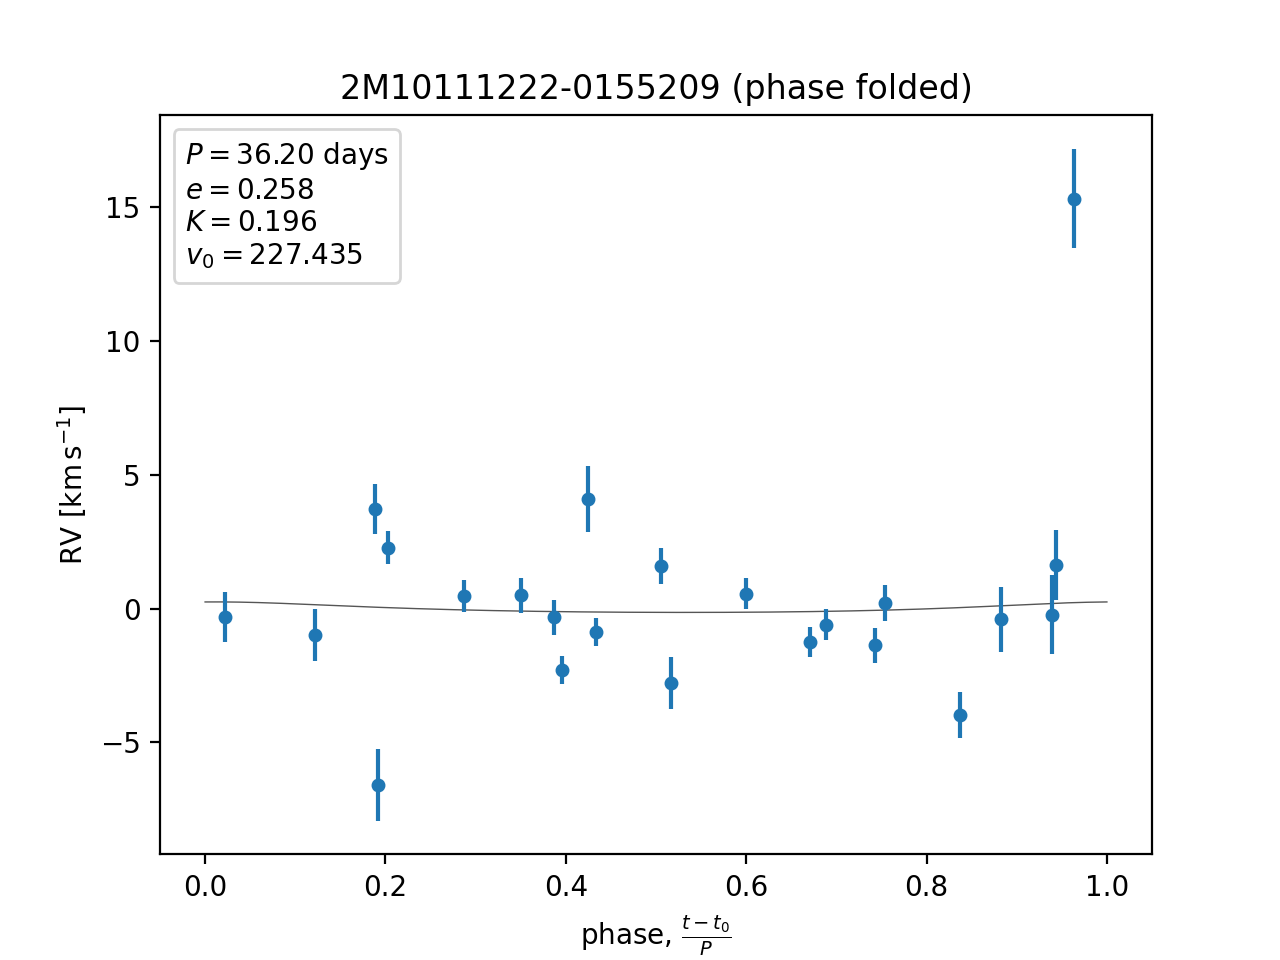 2M10111222-0155209 (phase folded)
P = 36.20 days
e = 0.258
K = 0.196
v₀ = 227.435
15
10
5
0
−5
RV [km s⁻¹]
0.0 0.2 0.4 0.6 0.8 1.0
phase, (t − t₀)/P